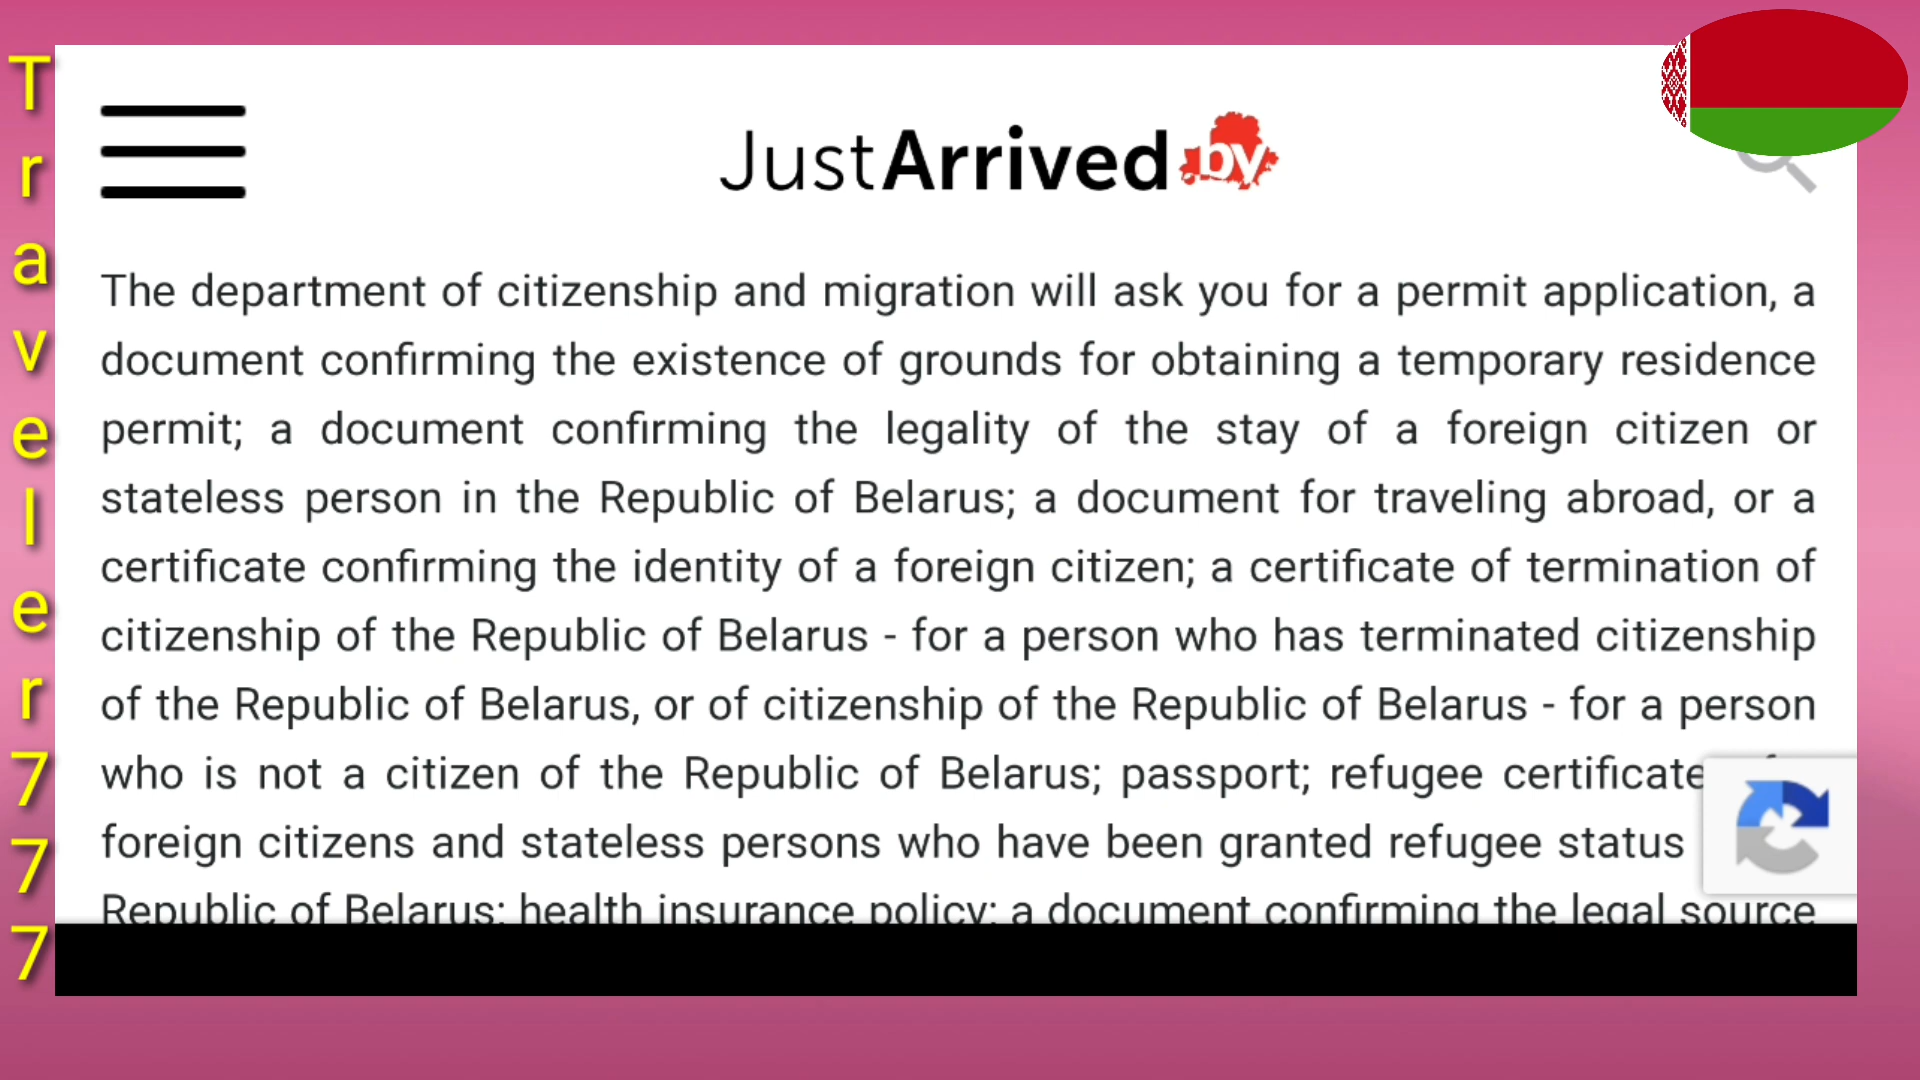 Traveler777
JustArrived.by
The department of citizenship and migration will ask you for a permit application, a
document confirming the existence of grounds for obtaining a temporary residence
permit; a document confirming the legality of the stay of a foreign citizen or
stateless person in the Republic of Belarus; a document for traveling abroad, or a
certificate confirming the identity of a foreign citizen; a certificate of termination of
citizenship of the Republic of Belarus - for a person who has terminated citizenship
of the Republic of Belarus, or of citizenship of the Republic of Belarus - for a person
who is not a citizen of the Republic of Belarus; passport; refugee certificate
foreign citizens and stateless persons who have been granted refugee status
Republic of Belarus; health insurance policy; a document confirming the legal source